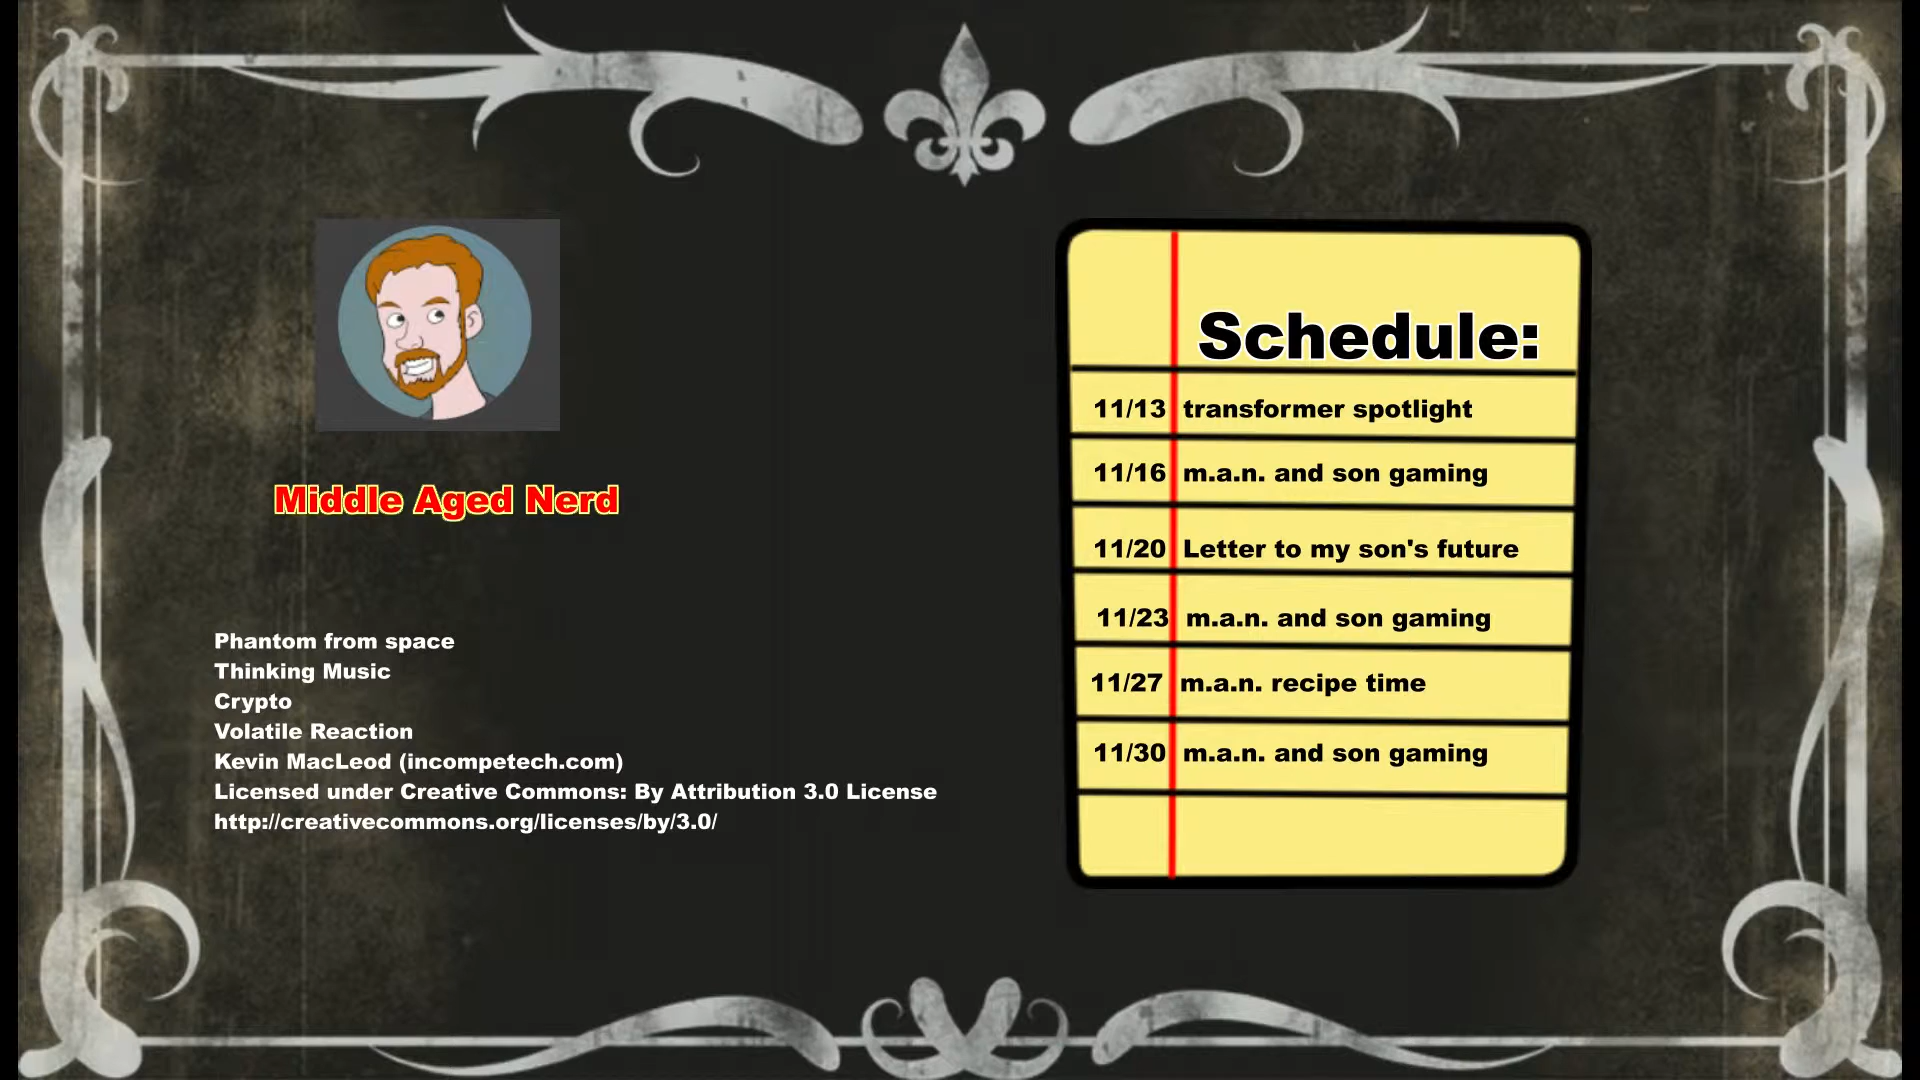 Middle Aged Nerd
Phantom from space
Thinking Music
Crypto
Volatile Reaction
Kevin MacLeod (incompetech.com)
Licensed under Creative Commons: By Attribution 3.0 License
http://creativecommons.org/licenses/by/3.0/
Schedule:
11/13 transformer spotlight
11/16 m.a.n. and son gaming
11/20 Letter to my son's future
11/23 m.a.n. and son gaming
11/27 m.a.n. recipe time
11/30 m.a.n. and son gaming